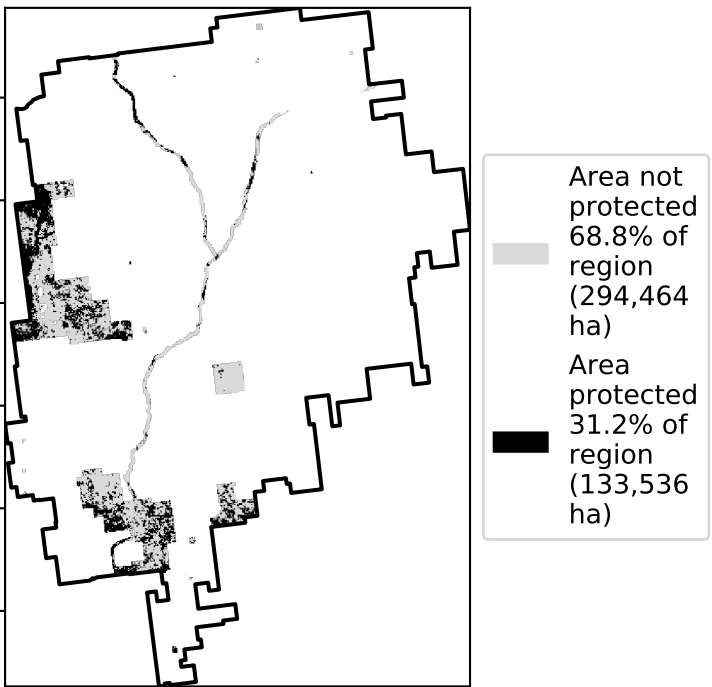 Area not
protected
68.8% of
region
(294,464
ha)
Area
protected
31.2% of
region
(133,536
ha)